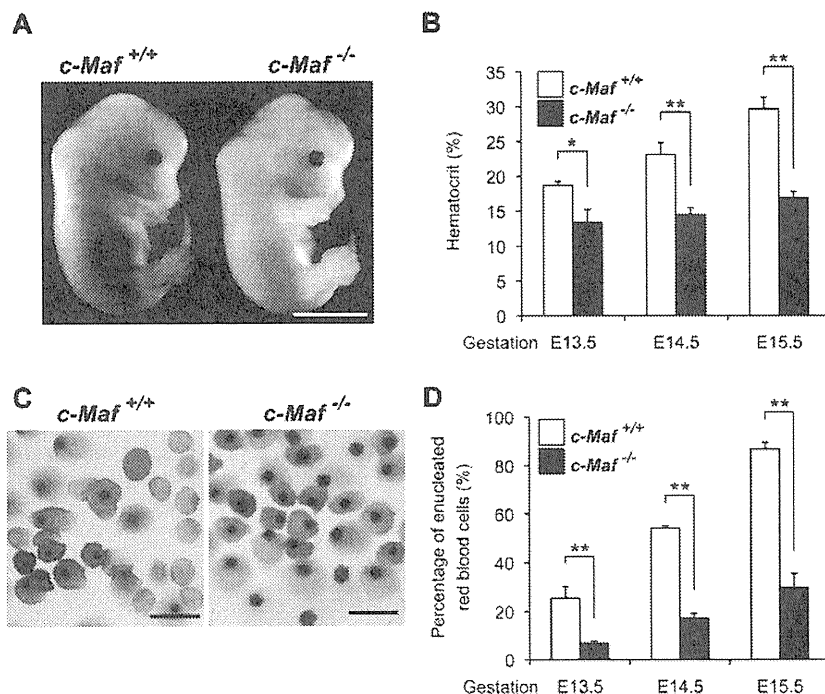 A
c-Maf +/+ c-Maf -/-
B
Hematocrit (%)
35
30
25
20
15
10
5
0
c-Maf +/+
c-Maf -/-
*
**
**
Gestation E13.5 E14.5 E15.5
C
c-Maf +/+ c-Maf -/-
D
Percentage of enucleated
red blood cells (%)
100
80
60
40
20
0
c-Maf +/+
c-Maf -/-
**
**
**
Gestation E13.5 E14.5 E15.5